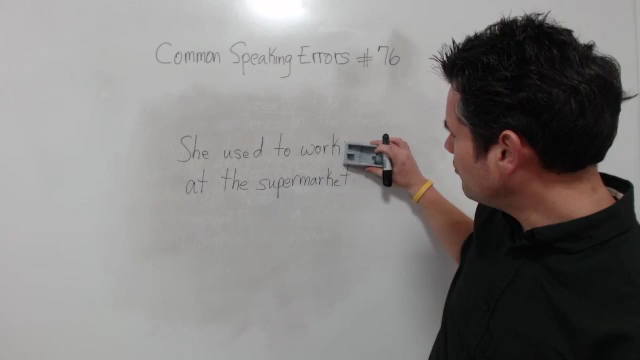 Common Speaking Errors #76
She used to work
at the supermarket